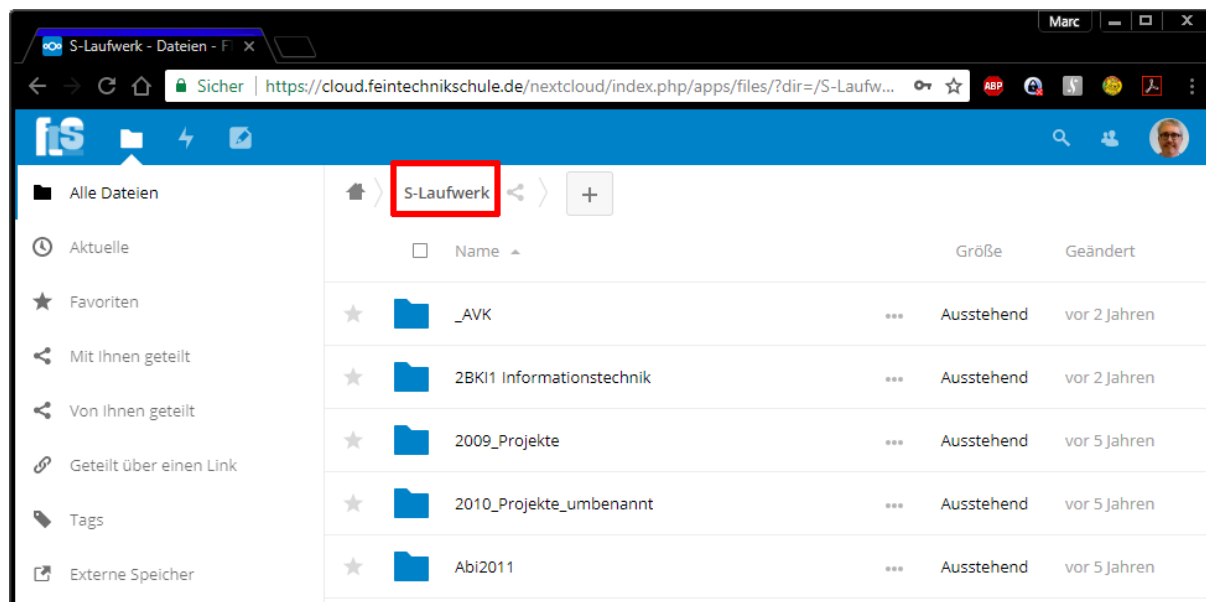 Marc
S-Laufwerk - Dateien - F
Sicher | https://cloud.feintechnikschule.de/nextcloud/index.php/apps/files/?dir=/S-Laufw...
ABP
fts
Alle Dateien
S-Laufwerk
+
Aktuelle
Name
Größe
Geändert
Favoriten
_AVK
Ausstehend
vor 2 Jahren
Mit Ihnen geteilt
2BKI1 Informationstechnik
Ausstehend
vor 2 Jahren
Von Ihnen geteilt
2009_Projekte
Ausstehend
vor 5 Jahren
Geteilt über einen Link
2010_Projekte_umbenannt
Ausstehend
vor 5 Jahren
Tags
Abi2011
Ausstehend
vor 5 Jahren
Externe Speicher